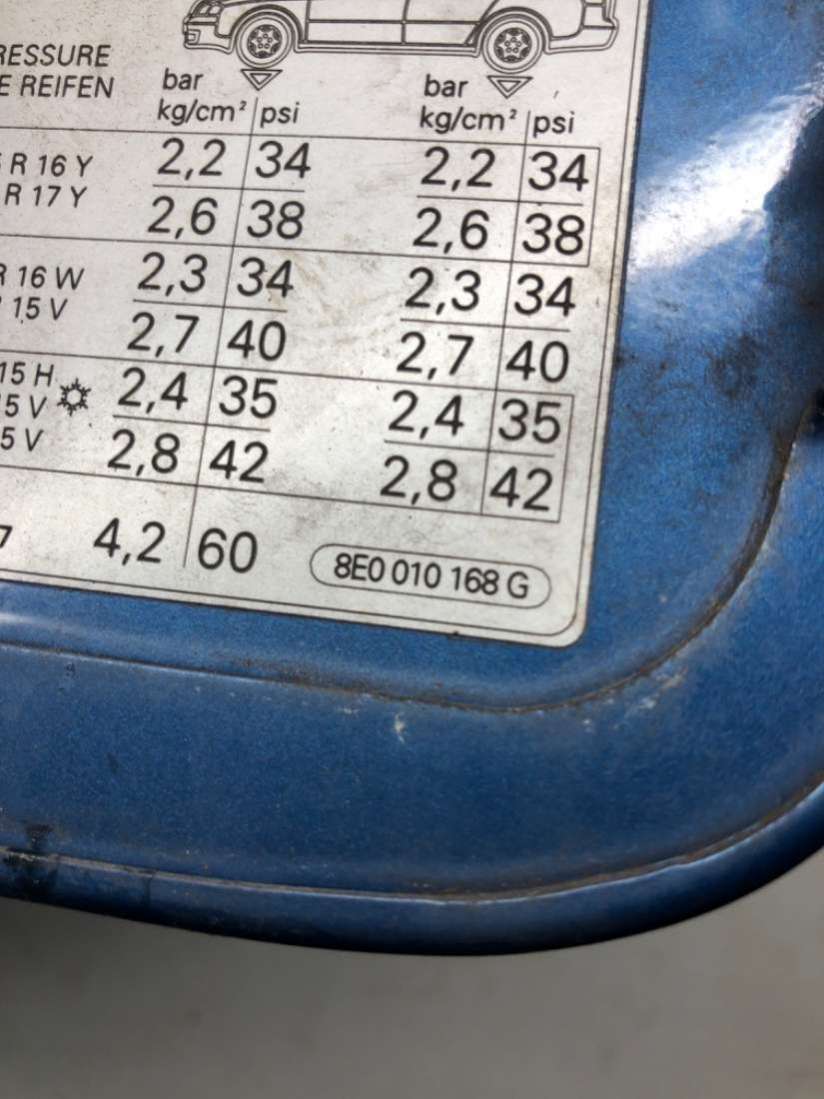 RESSURE
E REIFEN
bar bar
kg/cm² psi kg/cm² psi
R 16 Y 2,2 34 2,2 34
R 17 Y 2,6 38 2,6 38
R 16 W 2,3 34 2,3 34
15 V 2,7 40 2,7 40
15 H 2,4 35 2,4 35
5 V
5 V 2,8 42 2,8 42
7 4,2 60 8E0 010 168 G